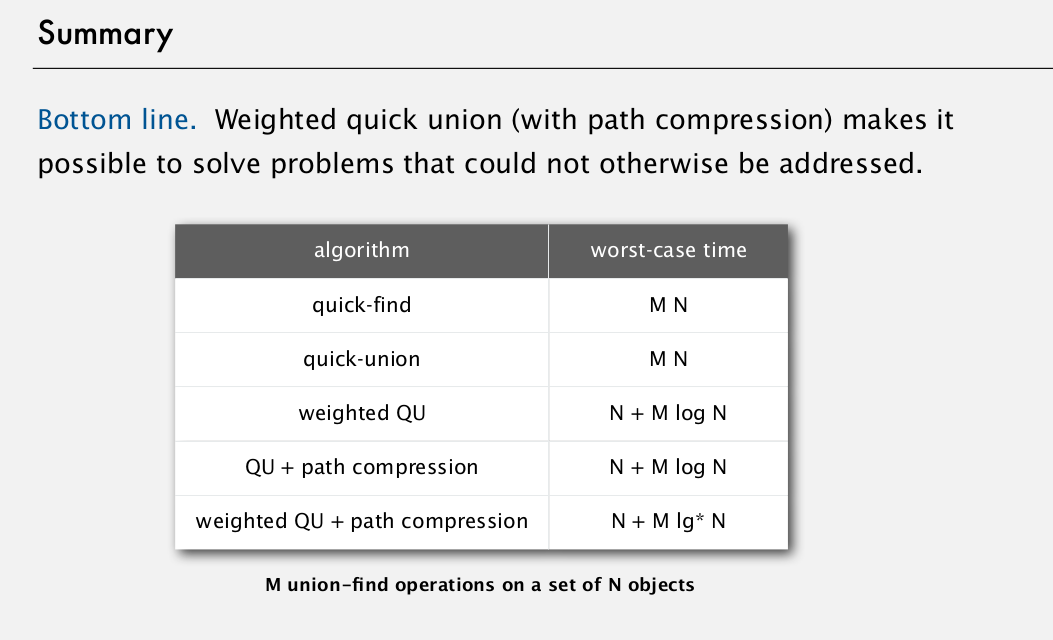 Summary
Bottom line. Weighted quick union (with path compression) makes it
possible to solve problems that could not otherwise be addressed.
algorithm worst-case time
quick-find M N
quick-union M N
weighted QU N + M log N
QU + path compression N + M log N
weighted QU + path compression N + M lg* N
M union–find operations on a set of N objects